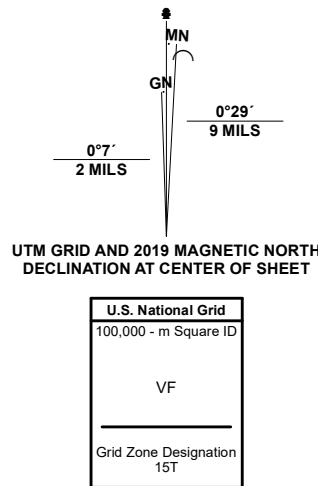 MN
GN
0°29´
9 MILS
0°7´
2 MILS
UTM GRID AND 2019 MAGNETIC NORTH
DECLINATION AT CENTER OF SHEET
U.S. National Grid
100,000 - m Square ID
VF
Grid Zone Designation
15T